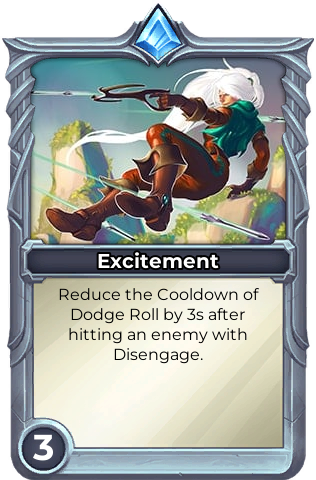 Excitement
Reduce the Cooldown of
Dodge Roll by 3s after
hitting an enemy with
Disengage.
3